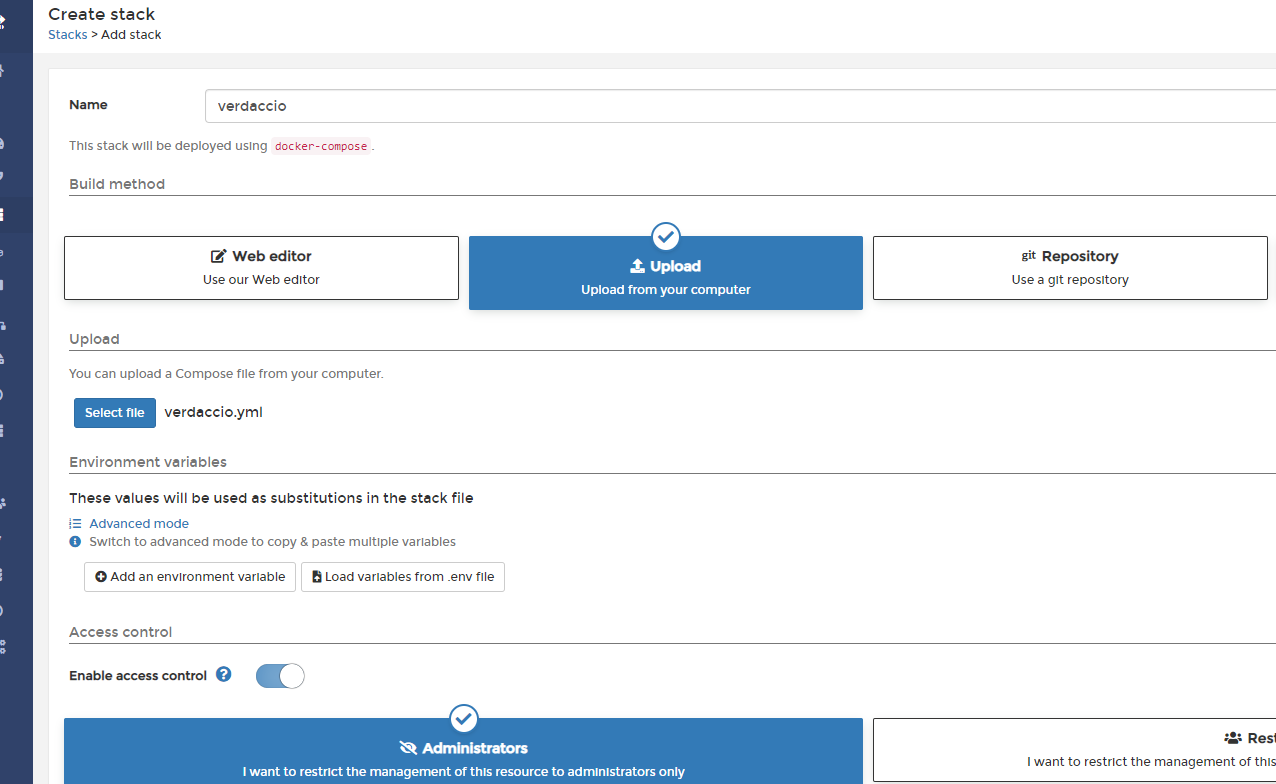 Create stack
Stacks > Add stack
Name
verdaccio
This stack will be deployed using docker-compose.
Build method
Web editor
Use our Web editor
Upload
Upload from your computer
git Repository
Use a git repository
Upload
You can upload a Compose file from your computer.
Select file verdaccio.yml
Environment variables
These values will be used as substitutions in the stack file
Advanced mode
Switch to advanced mode to copy & paste multiple variables
Add an environment variable
Load variables from .env file
Access control
Enable access control
Administrators
I want to restrict the management of this resource to administrators only
Rest
I want to restrict the management of this